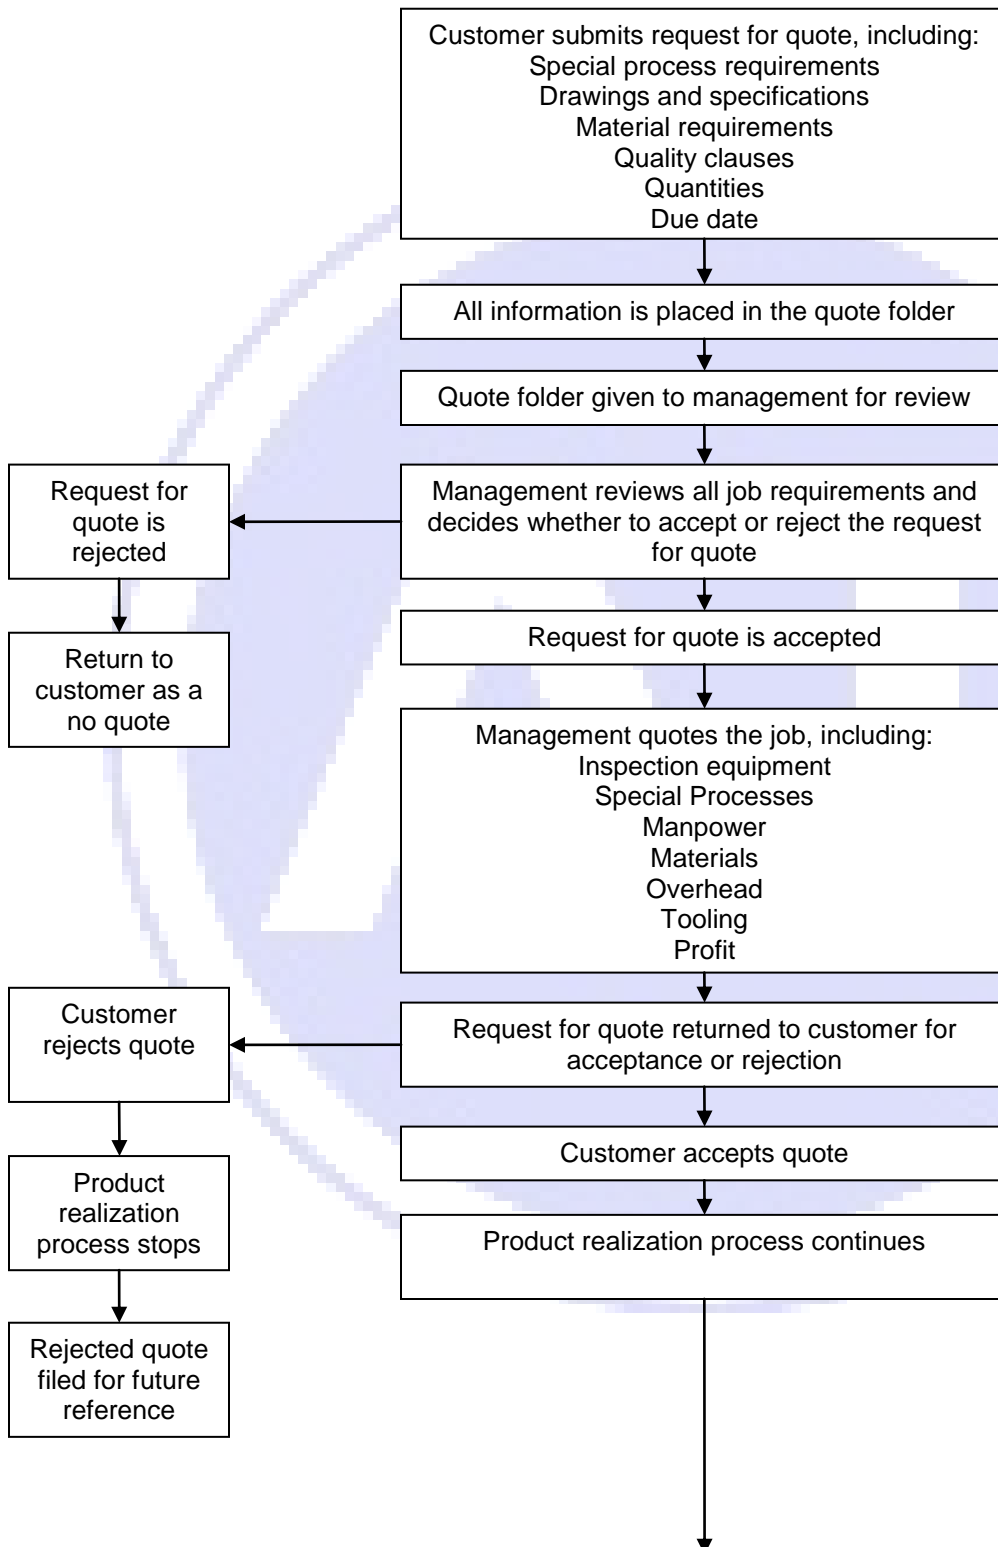 Customer submits request for quote, including:
Special process requirements
Drawings and specifications
Material requirements
Quality clauses
Quantities
Due date
All information is placed in the quote folder
Quote folder given to management for review
Management reviews all job requirements and
decides whether to accept or reject the request
for quote
Request for
quote is
rejected
Return to
customer as a
no quote
Request for quote is accepted
Management quotes the job, including:
Inspection equipment
Special Processes
Manpower
Materials
Overhead
Tooling
Profit
Request for quote returned to customer for
acceptance or rejection
Customer
rejects quote
Product
realization
process stops
Rejected quote
filed for future
reference
Customer accepts quote
Product realization process continues